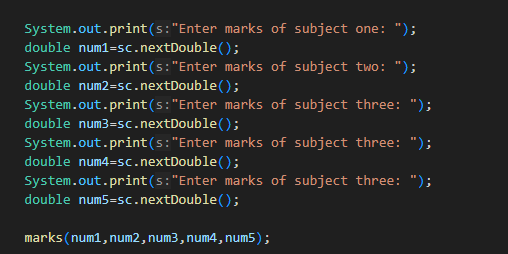 System.out.print(s:"Enter marks of subject one: ");
double num1=sc.nextDouble();
System.out.print(s:"Enter marks of subject two: ");
double num2=sc.nextDouble();
System.out.print(s:"Enter marks of subject three: ");
double num3=sc.nextDouble();
System.out.print(s:"Enter marks of subject three: ");
double num4=sc.nextDouble();
System.out.print(s:"Enter marks of subject three: ");
double num5=sc.nextDouble();
marks(num1,num2,num3,num4,num5);